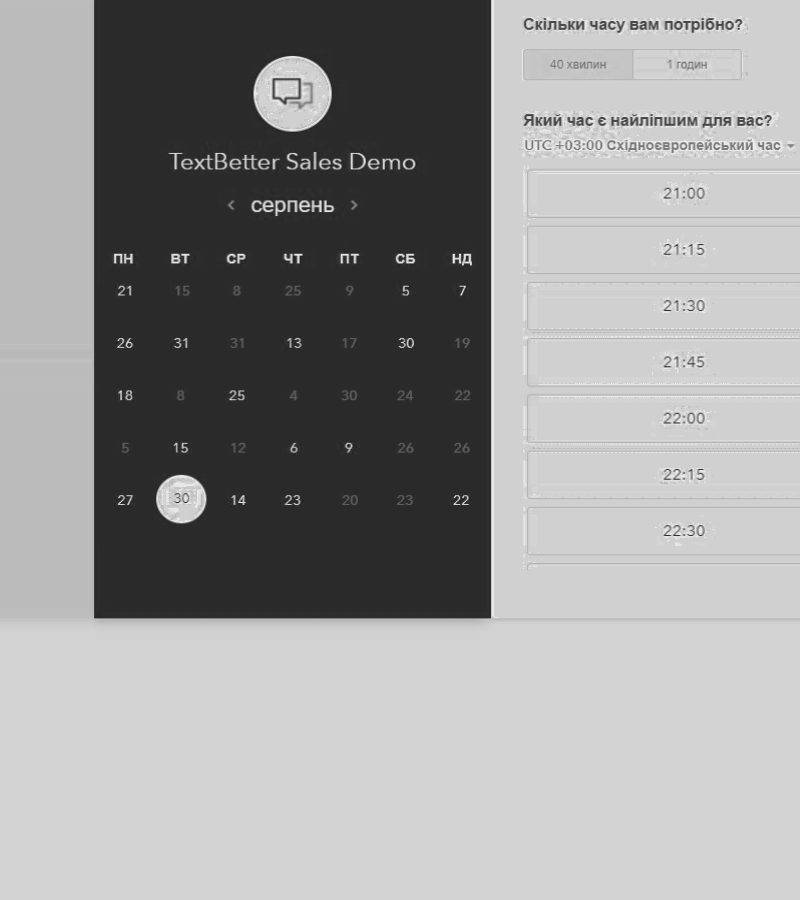 TextBetter Sales Demo
серпень
ПН ВТ СР ЧТ ПТ СБ НД
21 15 8 25 9 5 7
26 31 31 13 17 30 19
18 8 25 4 30 24 22
5 15 12 6 9 26 26
27 30 14 23 20 23 22
Скільки часу вам потрібно?
40 хвилин 1 годин
Який час є найліпшим для вас?
UTC +03:00 Східноєвропейський час
21:00
21:15
21:30
21:45
22:00
22:15
22:30